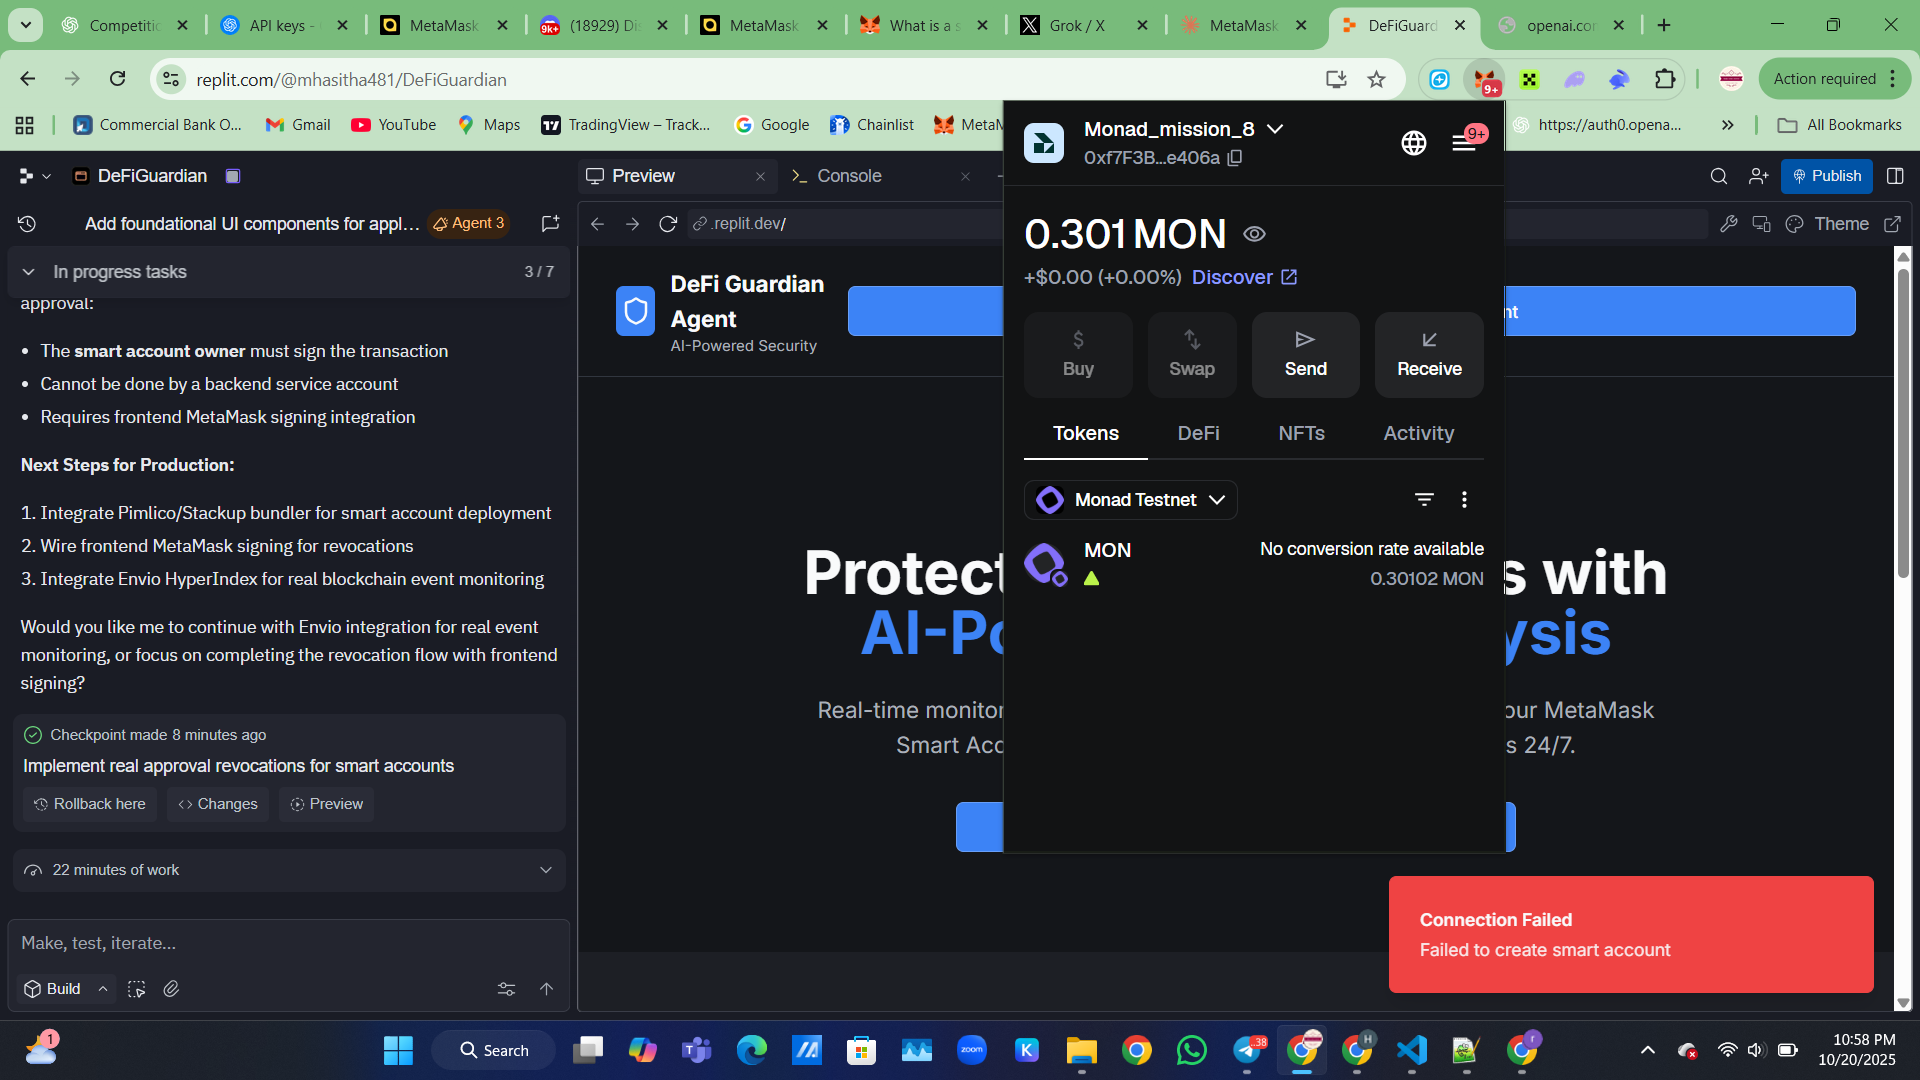 Competitio
API keys -
MetaMask
(18929) Di
MetaMask
What is a s
Grok / X
MetaMask
DeFiGuard
openai.con
replit.com/@mhasitha481/DeFiGuardian
Action required
Commercial Bank O...
Gmail
YouTube
Maps
TradingView – Track...
Google
Chainlist
MetaM
https://auth0.opena...
All Bookmarks
9+
DeFiGuardian
Preview
Console
Publish
Add foundational UI components for appl...
Agent 3
.replit.dev/
Theme
In progress tasks
3 / 7
approval:
• The smart account owner must sign the transaction
• Cannot be done by a backend service account
• Requires frontend MetaMask signing integration
Next Steps for Production:
1. Integrate Pimlico/Stackup bundler for smart account deployment
2. Wire frontend MetaMask signing for revocations
3. Integrate Envio HyperIndex for real blockchain event monitoring
Would you like me to continue with Envio integration for real event
monitoring, or focus on completing the revocation flow with frontend
signing?
Checkpoint made 8 minutes ago
Implement real approval revocations for smart accounts
Rollback here
Changes
Preview
22 minutes of work
Make, test, iterate...
Build
DeFi Guardian
Agent
AI-Powered Security
nt
Protect
s with
AI-Po
ysis
Real-time monitor
our MetaMask
Smart Acc
s 24/7.
Monad_mission_8
0xf7F3B...e406a
9+
0.301 MON
+$0.00 (+0.00%)
Discover
Buy
Swap
Send
Receive
Tokens
DeFi
NFTs
Activity
Monad Testnet
MON
No conversion rate available
0.30102 MON
Connection Failed
Failed to create smart account
1
Search
zoom
K
38
H
r
10:58 PM
10/20/2025